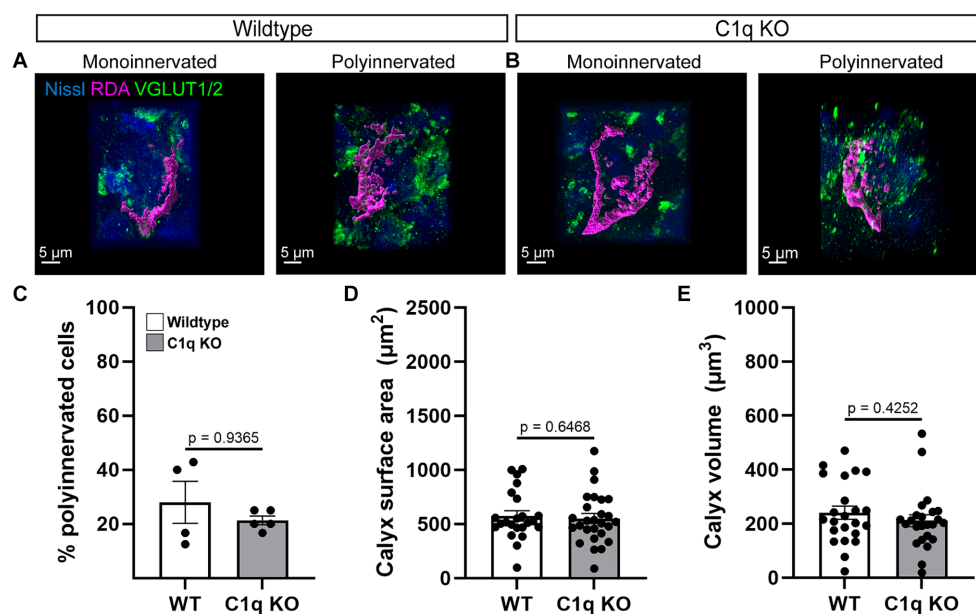 Wildtype
C1q KO
A
Monoinnervated
Polyinnervated
B
Monoinnervated
Polyinnervated
Nissl RDA VGLUT1/2
5 µm
5 µm
5 µm
5 µm
C
% polyinnervated cells
100
80
60
40
20
Wildtype
C1q KO
p = 0.9365
WT
C1q KO
D
Calyx surface area (µm²)
2500
2000
1500
1000
500
0
p = 0.6468
WT
C1q KO
E
Calyx volume (µm³)
1000
800
600
400
200
0
p = 0.4252
WT
C1q KO